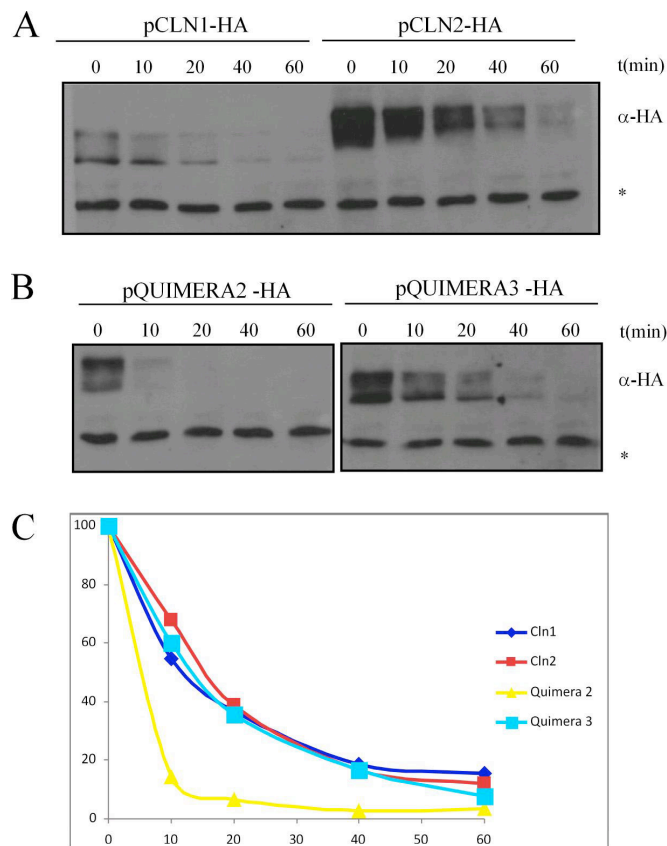 A
pCLN1-HA pCLN2-HA
0 10 20 40 60 0 10 20 40 60 t(min)
α-HA
*
B
pQUIMERA2 -HA pQUIMERA3 -HA
0 10 20 40 60 0 10 20 40 60 t(min)
α-HA
*
C
100
80
60
40
20
0
0 10 20 30 40 50 60
Cln1
Cln2
Quimera 2
Quimera 3